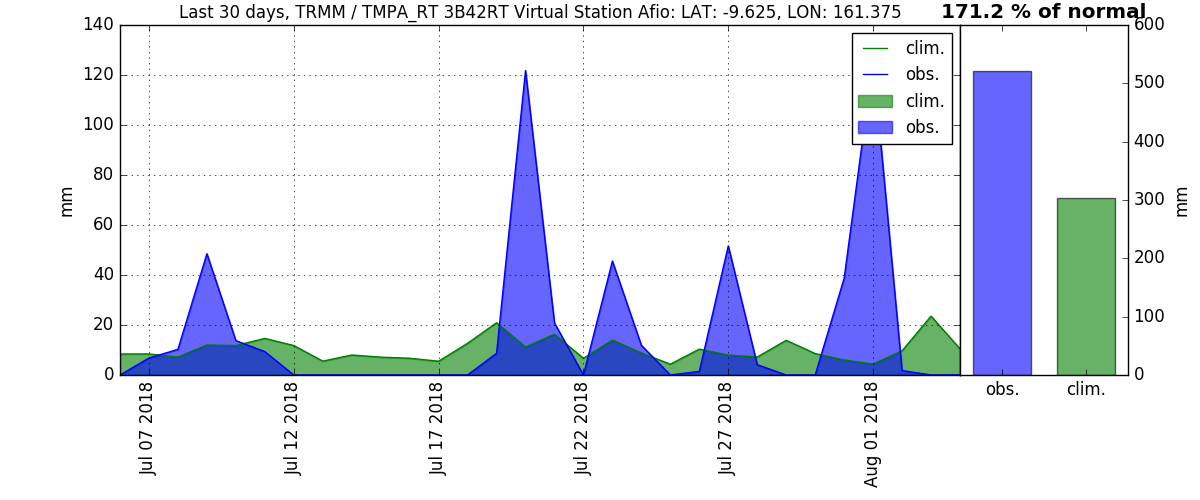 Last 30 days, TRMM / TMPA_RT 3B42RT Virtual Station Afio: LAT: -9.625, LON: 161.375
171.2 % of normal
140
120
100
80
60
40
20
0
mm
clim.
obs.
clim.
obs.
Jul 07 2018
Jul 12 2018
Jul 17 2018
Jul 22 2018
Jul 27 2018
Aug 01 2018
600
500
400
300
200
100
0
mm
obs.
clim.